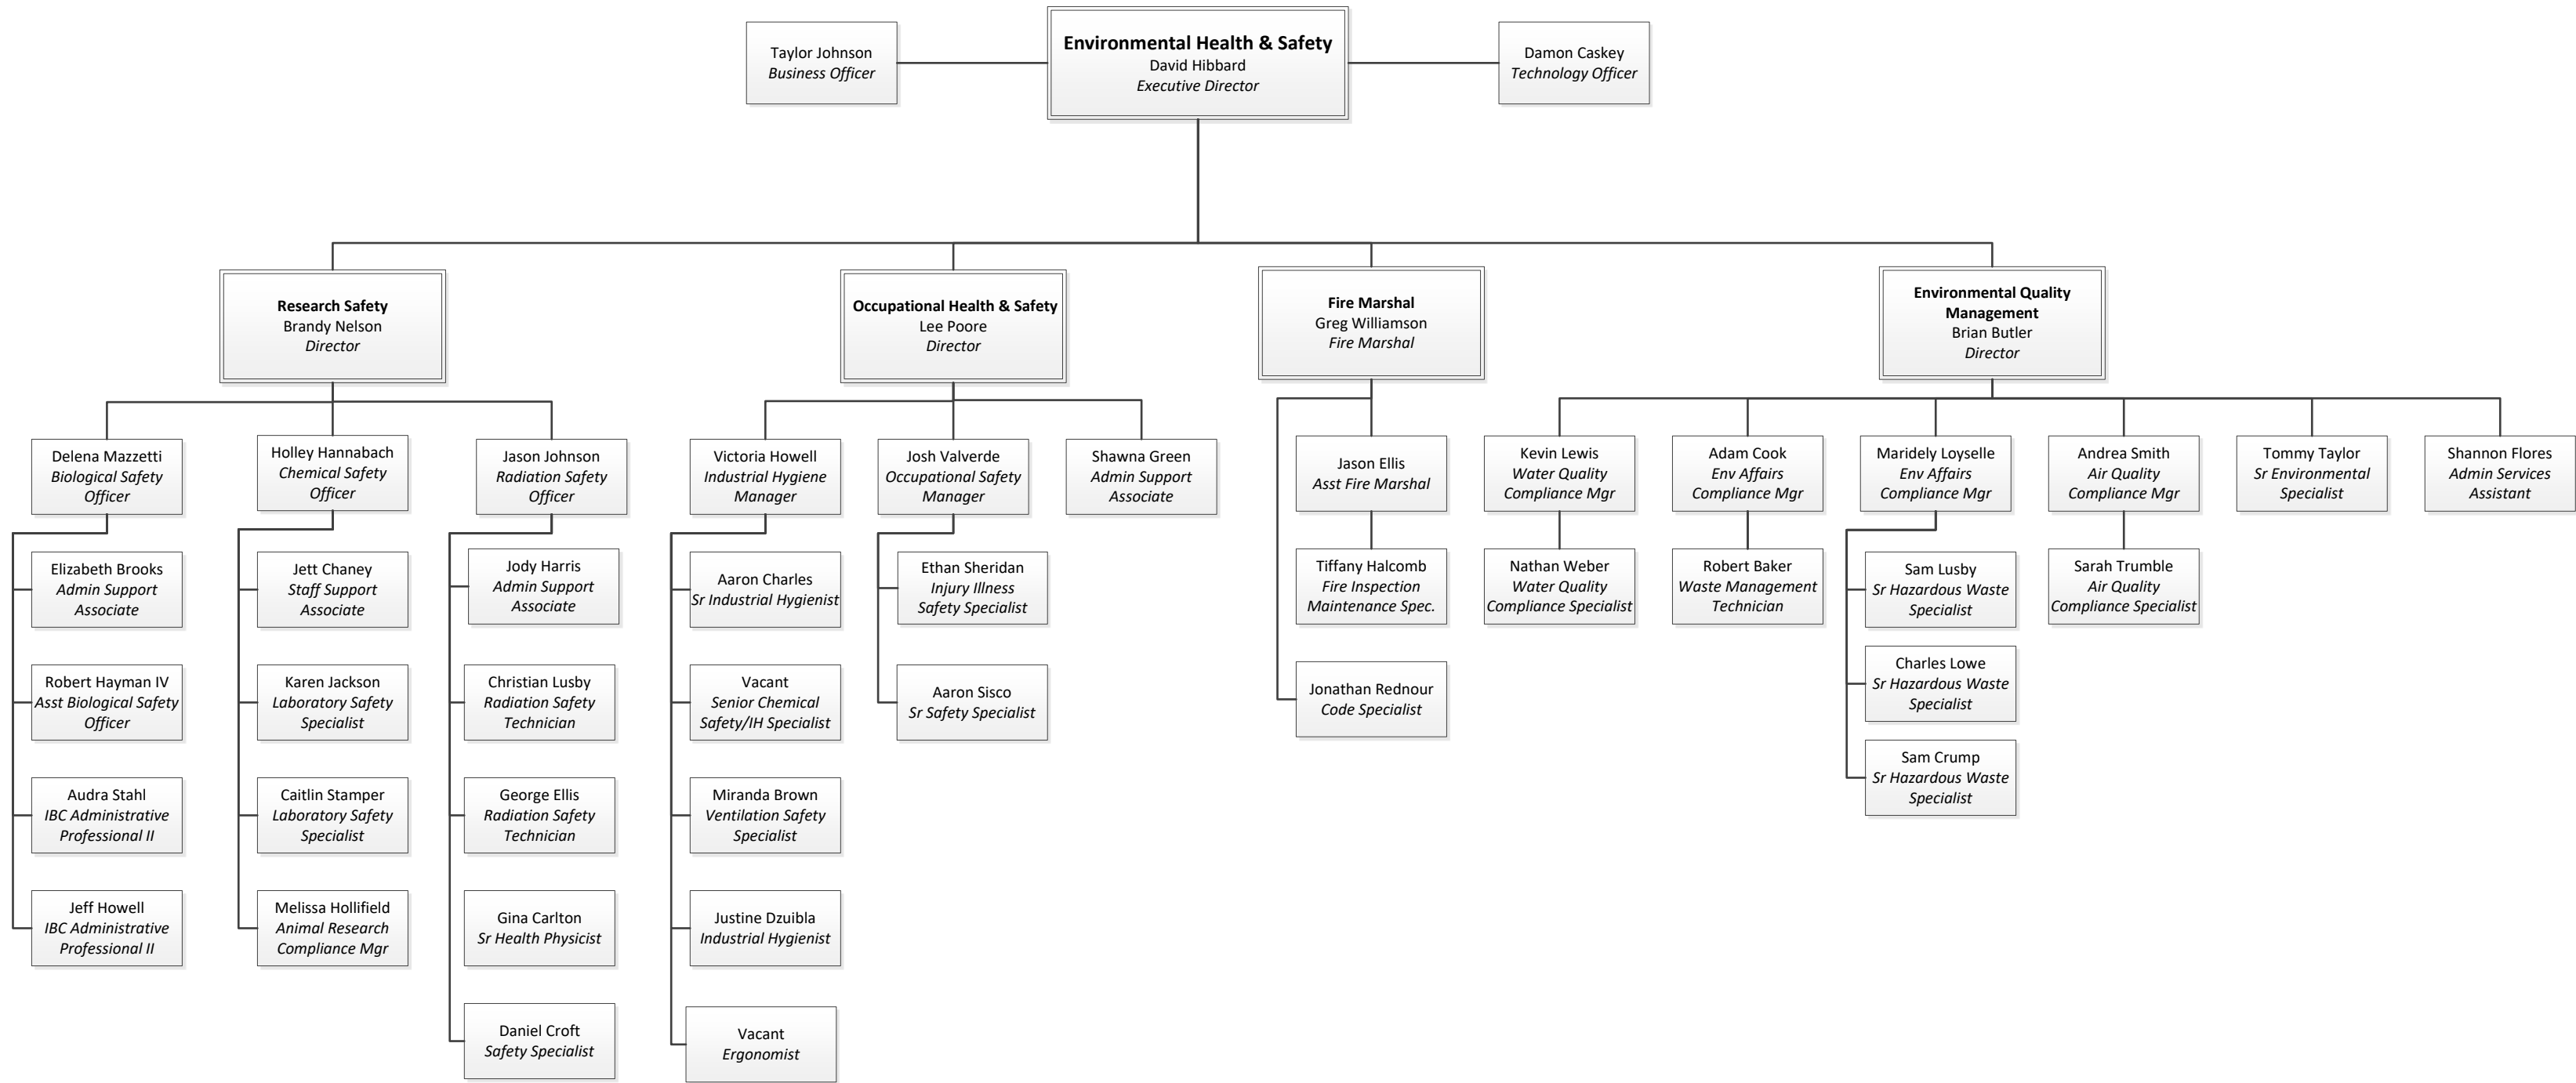 Taylor Johnson
Business Officer
Environmental Health & Safety
David Hibbard
Executive Director
Damon Caskey
Technology Officer
Research Safety
Brandy Nelson
Director
Occupational Health & Safety
Lee Poore
Director
Fire Marshal
Greg Williamson
Fire Marshal
Environmental Quality
Management
Brian Butler
Director
Delena Mazzetti
Biological Safety
Officer
Holley Hannabach
Chemical Safety
Officer
Jason Johnson
Radiation Safety
Officer
Victoria Howell
Industrial Hygiene
Manager
Josh Valverde
Occupational Safety
Manager
Shawna Green
Admin Support
Associate
Jason Ellis
Asst Fire Marshal
Kevin Lewis
Water Quality
Compliance Mgr
Adam Cook
Env Affairs
Compliance Mgr
Maridely Loyselle
Env Affairs
Compliance Mgr
Andrea Smith
Air Quality
Compliance Mgr
Tommy Taylor
Sr Environmental
Specialist
Shannon Flores
Admin Services
Assistant
Elizabeth Brooks
Admin Support
Associate
Jett Chaney
Staff Support
Associate
Jody Harris
Admin Support
Associate
Aaron Charles
Sr Industrial Hygienist
Ethan Sheridan
Injury Illness
Safety Specialist
Tiffany Halcomb
Fire Inspection
Maintenance Spec.
Nathan Weber
Water Quality
Compliance Specialist
Robert Baker
Waste Management
Technician
Sam Lusby
Sr Hazardous Waste
Specialist
Sarah Trumble
Air Quality
Compliance Specialist
Robert Hayman IV
Asst Biological Safety
Officer
Karen Jackson
Laboratory Safety
Specialist
Christian Lusby
Radiation Safety
Technician
Vacant
Senior Chemical
Safety/IH Specialist
Aaron Sisco
Sr Safety Specialist
Jonathan Rednour
Code Specialist
Charles Lowe
Sr Hazardous Waste
Specialist
Sam Crump
Sr Hazardous Waste
Specialist
Audra Stahl
IBC Administrative
Professional II
Caitlin Stamper
Laboratory Safety
Specialist
George Ellis
Radiation Safety
Technician
Miranda Brown
Ventilation Safety
Specialist
Jeff Howell
IBC Administrative
Professional II
Melissa Hollifield
Animal Research
Compliance Mgr
Gina Carlton
Sr Health Physicist
Justine Dzuibla
Industrial Hygienist
Daniel Croft
Safety Specialist
Vacant
Ergonomist